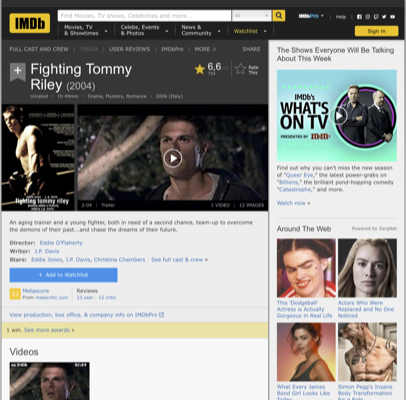 IMDb
Find Movies, TV shows, Celebrities and more...
All
IMDbPro
Help
Movies, TV
& Showtimes
Celebs, Events
& Photos
News &
Community
Watchlist
Sign in
FULL CAST AND CREW
TRIVIA
USER REVIEWS
IMDbPro
MORE
SHARE
Fighting Tommy
Riley (2004)
6,6
Rate
This
Unrated | 1h 49min | Drama, Mystery, Romance | 2006 (Italy)
fighting tommy riley
2:04 | Trailer
1 VIDEO | 12 IMAGES
An aging trainer and a young fighter, both in need of a second chance, team-up to overcome
the demons of their past...and chase the dreams of their future.
Director: Eddie O'Flaherty
Writer: J.P. Davis
Stars: Eddie Jones, J.P. Davis, Christina Chambers | See full cast & crew »
+ Add to Watchlist
Metascore
From metacritic.com
Reviews
23 user | 12 critic
View production, box office, & company info on IMDbPro
1 win. See more awards »
Videos
The Shows Everyone Will Be Talking
About This Week
IMDb's
WHAT'S
ON TV
PRESENTED BY m&m's
Find out why you can't miss the new season
of "Queer Eye," the latest power-grabs on
"Billions," the brilliant pond-hopping comedy
"Catastrophe," and more.
Watch now »
Around The Web
Powered by ZergNet
This 'Dodgeball'
Actress is Actually
Gorgeous in Real Life
Actors Who Were
Replaced and No One
Noticed
What Every James
Bond Girl Looks Like
Today
Simon Pegg's Insane
Body Transformation